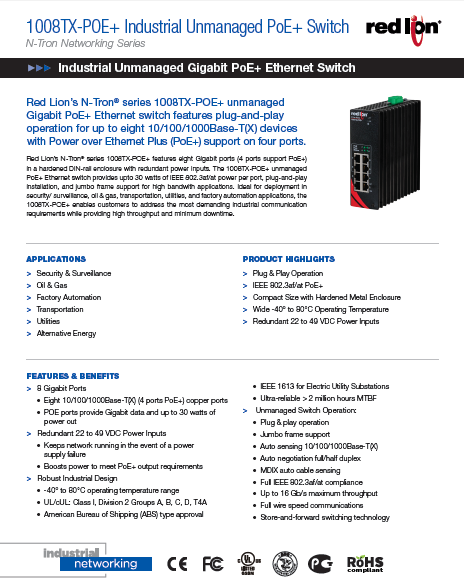 1008TX-POE+ Industrial Unmanaged PoE+ Switch
N-Tron Networking Series
red lion®
Industrial Unmanaged Gigabit PoE+ Ethernet Switch
Red Lion's N-Tron® series 1008TX-POE+ unmanaged
Gigabit PoE+ Ethernet switch features plug-and-play
operation for up to eight 10/100/1000Base-T(X) devices
with Power over Ethernet Plus (PoE+) support on four ports.
Red Lion's N-Tron® series 1008TX-POE+ features eight Gigabit ports (4 ports support PoE+)
in a hardened DIN-rail enclosure with redundant power inputs. The 1008TX-POE+ unmanaged
PoE+ Ethernet switch provides upto 30 watts of IEEE 802.3af/at power per port, plug-and-play
installation, and jumbo frame support for high bandwith applications. Ideal for deployment in
security/ surveillance, oil & gas, transportation, utilities, and factory automation applications, the
1008TX-POE+ enables customers to address the most demanding industrial communication
requirements while providing high throughput and minimum downtime.
red lion
APPLICATIONS
> Security & Surveillance
> Oil & Gas
> Factory Automation
> Transportation
> Utilities
> Alternative Energy
PRODUCT HIGHLIGHTS
> Plug & Play Operation
> IEEE 802.3af/at PoE+
> Compact Size with Hardened Metal Enclosure
> Wide -40° to 80°C Operating Temperature
> Redundant 22 to 49 VDC Power Inputs
FEATURES & BENEFITS
> 8 Gigabit Ports
• Eight 10/100/1000Base-T(X) (4 ports PoE+) copper ports
• POE ports provide Gigabit data and up to 30 watts of
power out
> Redundant 22 to 49 VDC Power Inputs
• Keeps network running in the event of a power
supply failure
• Boosts power to meet PoE+ output requirements
> Robust Industrial Design
• -40° to 80°C operating temperature range
• UL/cUL: Class I, Division 2 Groups A, B, C, D, T4A
• American Bureau of Shipping (ABS) type approval
• IEEE 1613 for Electric Utility Substations
• Ultra-reliable > 2 million hours MTBF
> Unmanaged Switch Operation:
• Plug & play operation
• Jumbo frame support
• Auto sensing 10/100/1000Base-T(X)
• Auto negotiation full/half duplex
• MDIX auto cable sensing
• Full IEEE 802.3af/at compliance
• Up to 16 Gb/s maximum throughput
• Full wire speed communications
• Store-and-forward switching technology
industrial
networking
CE
FC
UL
ABS
RoHS
compliant